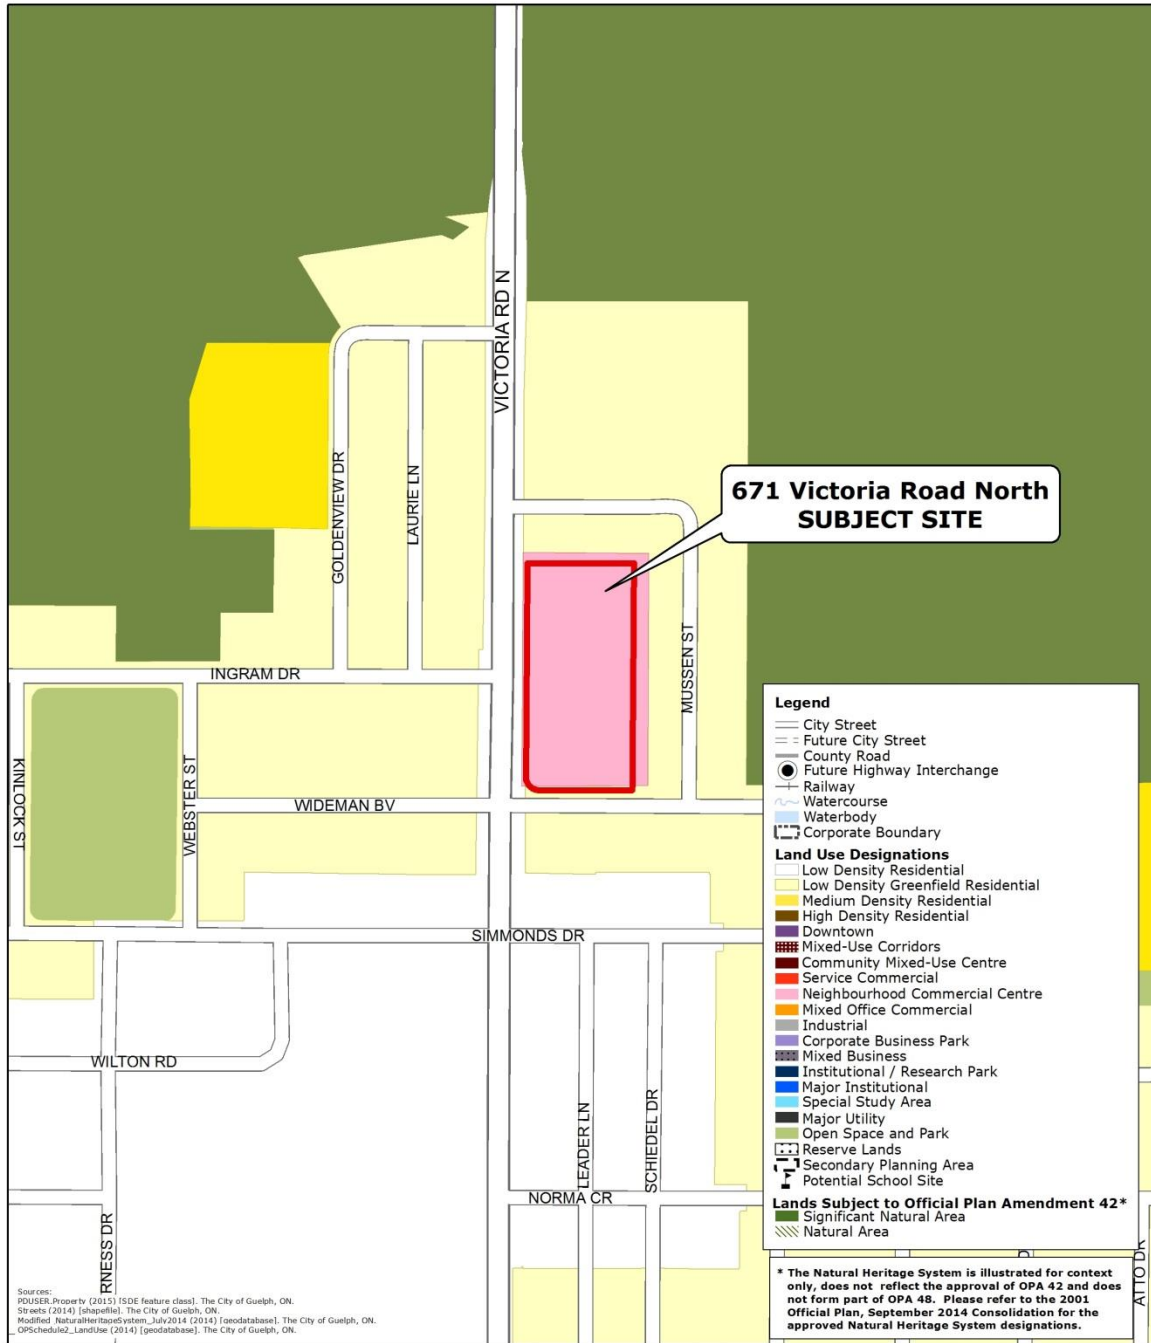 VICTORIA RD N
671 Victoria Road North
SUBJECT SITE
GOLDENVIEW DR
LAURIE LN
MUSSEN ST
INGRAM DR
KINLOCK ST
WEBSTER ST
WIDEMAN BV
SIMMONDS DR
WILTON RD
LEADER LN
SCHIEDEL DR
NORMA CR
RNESS DR
ATTO DR
D
Legend
City Street
Future City Street
County Road
Future Highway Interchange
Railway
Watercourse
Waterbody
Corporate Boundary
Land Use Designations
Low Density Residential
Low Density Greenfield Residential
Medium Density Residential
High Density Residential
Downtown
Mixed-Use Corridors
Community Mixed-Use Centre
Service Commercial
Neighbourhood Commercial Centre
Mixed Office Commercial
Industrial
Corporate Business Park
Mixed Business
Institutional / Research Park
Major Institutional
Special Study Area
Major Utility
Open Space and Park
Reserve Lands
Secondary Planning Area
Potential School Site
Lands Subject to Official Plan Amendment 42*
Significant Natural Area
Natural Area
* The Natural Heritage System is illustrated for context
only, does not reflect the approval of OPA 42 and does
not form part of OPA 48. Please refer to the 2001
Official Plan, September 2014 Consolidation for the
approved Natural Heritage System designations.
Sources:
PDUSER.Property (2015) [SDE feature class]. The City of Guelph, ON.
Streets (2014) [shapefile]. The City of Guelph, ON.
Modified_NaturalHeritageSystem_July2014 (2014) [geodatabase]. The City of Guelph, ON.
OPSchedule2_LandUse (2014) [geodatabase]. The City of Guelph, ON.